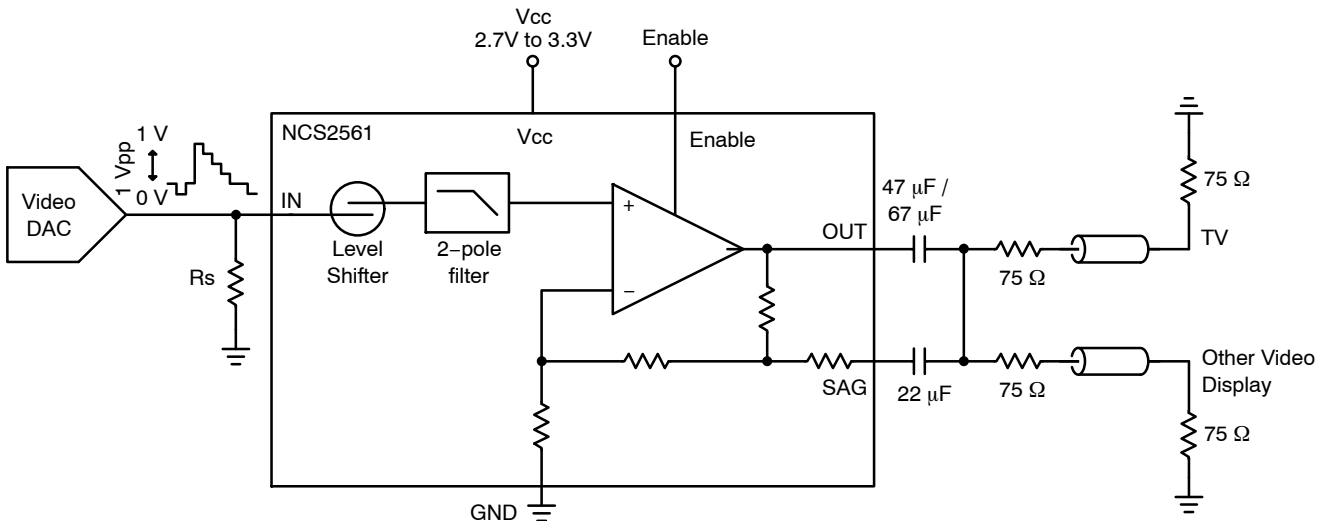 Vcc
2.7V to 3.3V
Enable
NCS2561
Vcc
Enable
1 Vpp
1 V
0 V
Video
DAC
IN
Level
Shifter
2−pole
filter
+
−
Rs
OUT
47 μF /
67 μF
75 Ω
TV
75 Ω
SAG
22 μF
75 Ω
Other Video
Display
75 Ω
GND